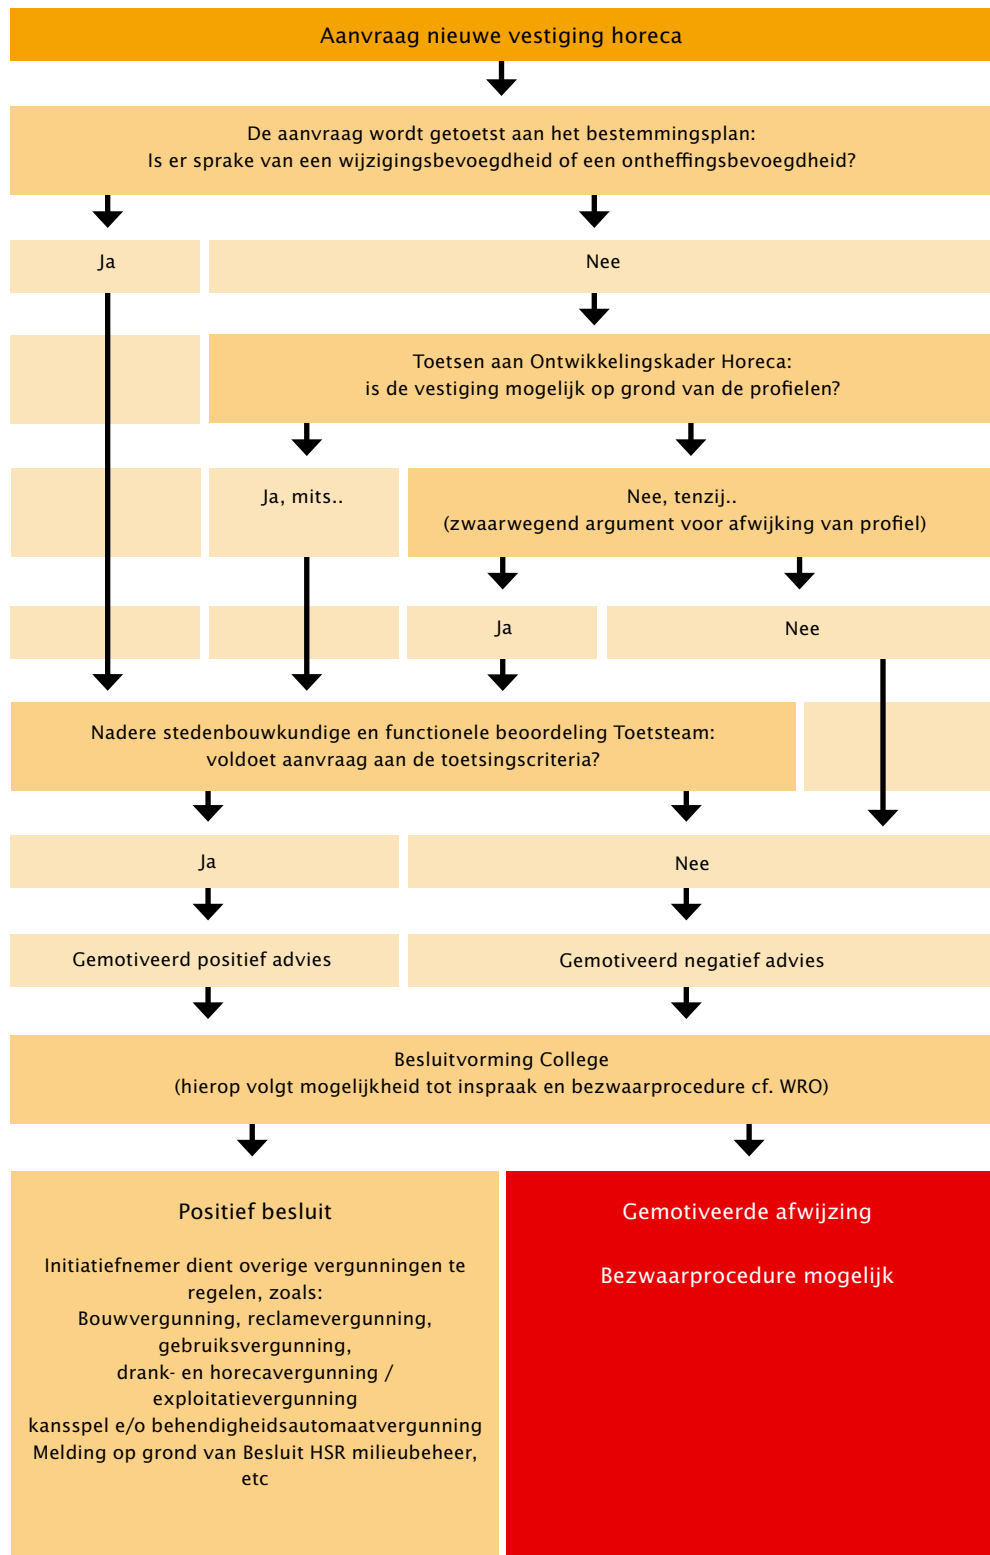 Aanvraag nieuwe vestiging horeca
De aanvraag wordt getoetst aan het bestemmingsplan:
Is er sprake van een wijzigingsbevoegdheid of een ontheffingsbevoegdheid?
Ja
Nee
Toetsen aan Ontwikkelingskader Horeca:
is de vestiging mogelijk op grond van de profielen?
Ja, mits..
Nee, tenzij..
(zwaarwegend argument voor afwijking van profiel)
Ja
Nee
Nadere stedenbouwkundige en functionele beoordeling Toetsteam:
voldoet aanvraag aan de toetsingscriteria?
Ja
Nee
Gemotiveerd positief advies
Gemotiveerd negatief advies
Besluitvorming College
(hierop volgt mogelijkheid tot inspraak en bezwaarprocedure cf. WRO)
Positief besluit
Initiatiefnemer dient overige vergunningen te
regelen, zoals:
Bouwvergunning, reclamevergunning,
gebruiksvergunning,
drank- en horecavergunning /
exploitatievergunning
kansspel e/o behendigheidsautomaatvergunning
Melding op grond van Besluit HSR milieubeheer,
etc
Gemotiveerde afwijzing
Bezwaarprocedure mogelijk